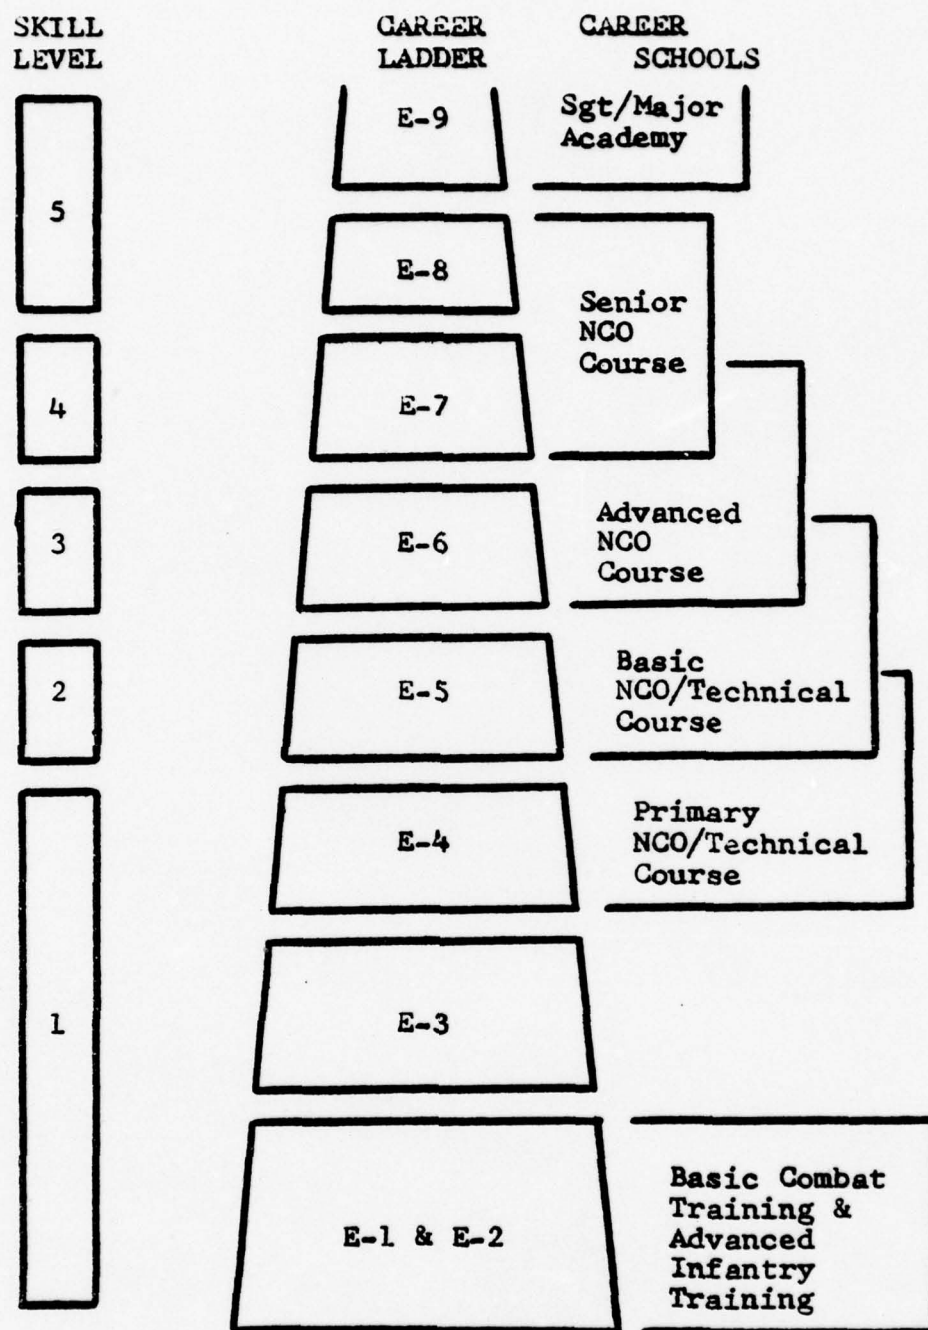 SKILL
LEVEL
CAREER
LADDER
CAREER
SCHOOLS
5
E-9
Sgt/Major
Academy
E-8
Senior
NCO
Course
4
E-7
3
E-6
Advanced
NCO
Course
2
E-5
Basic
NCO/Technical
Course
1
E-4
Primary
NCO/Technical
Course
E-3
E-1 & E-2
Basic Combat
Training &
Advanced
Infantry
Training